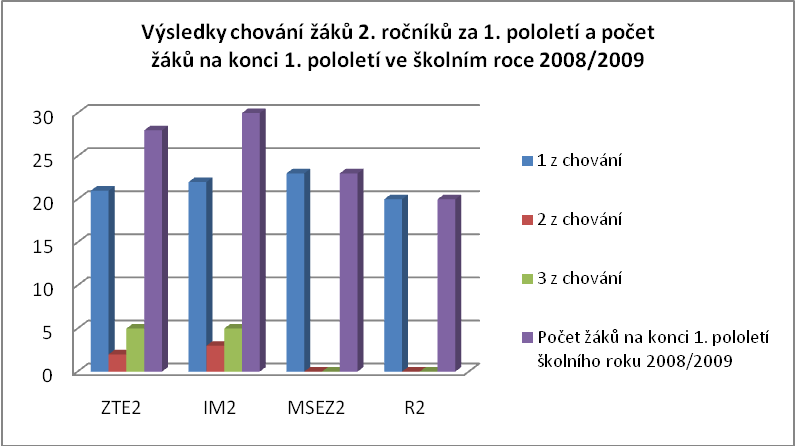 Výsledky chování žáků 2. ročníků za 1. pololetí a počet
žáků na konci 1. pololetí ve školním roce 2008/2009
30
25
20
15
10
5
0
ZTE2
IM2
MSEZ2
R2
1 z chování
2 z chování
3 z chování
Počet žáků na konci 1. pololetí
školního roku 2008/2009